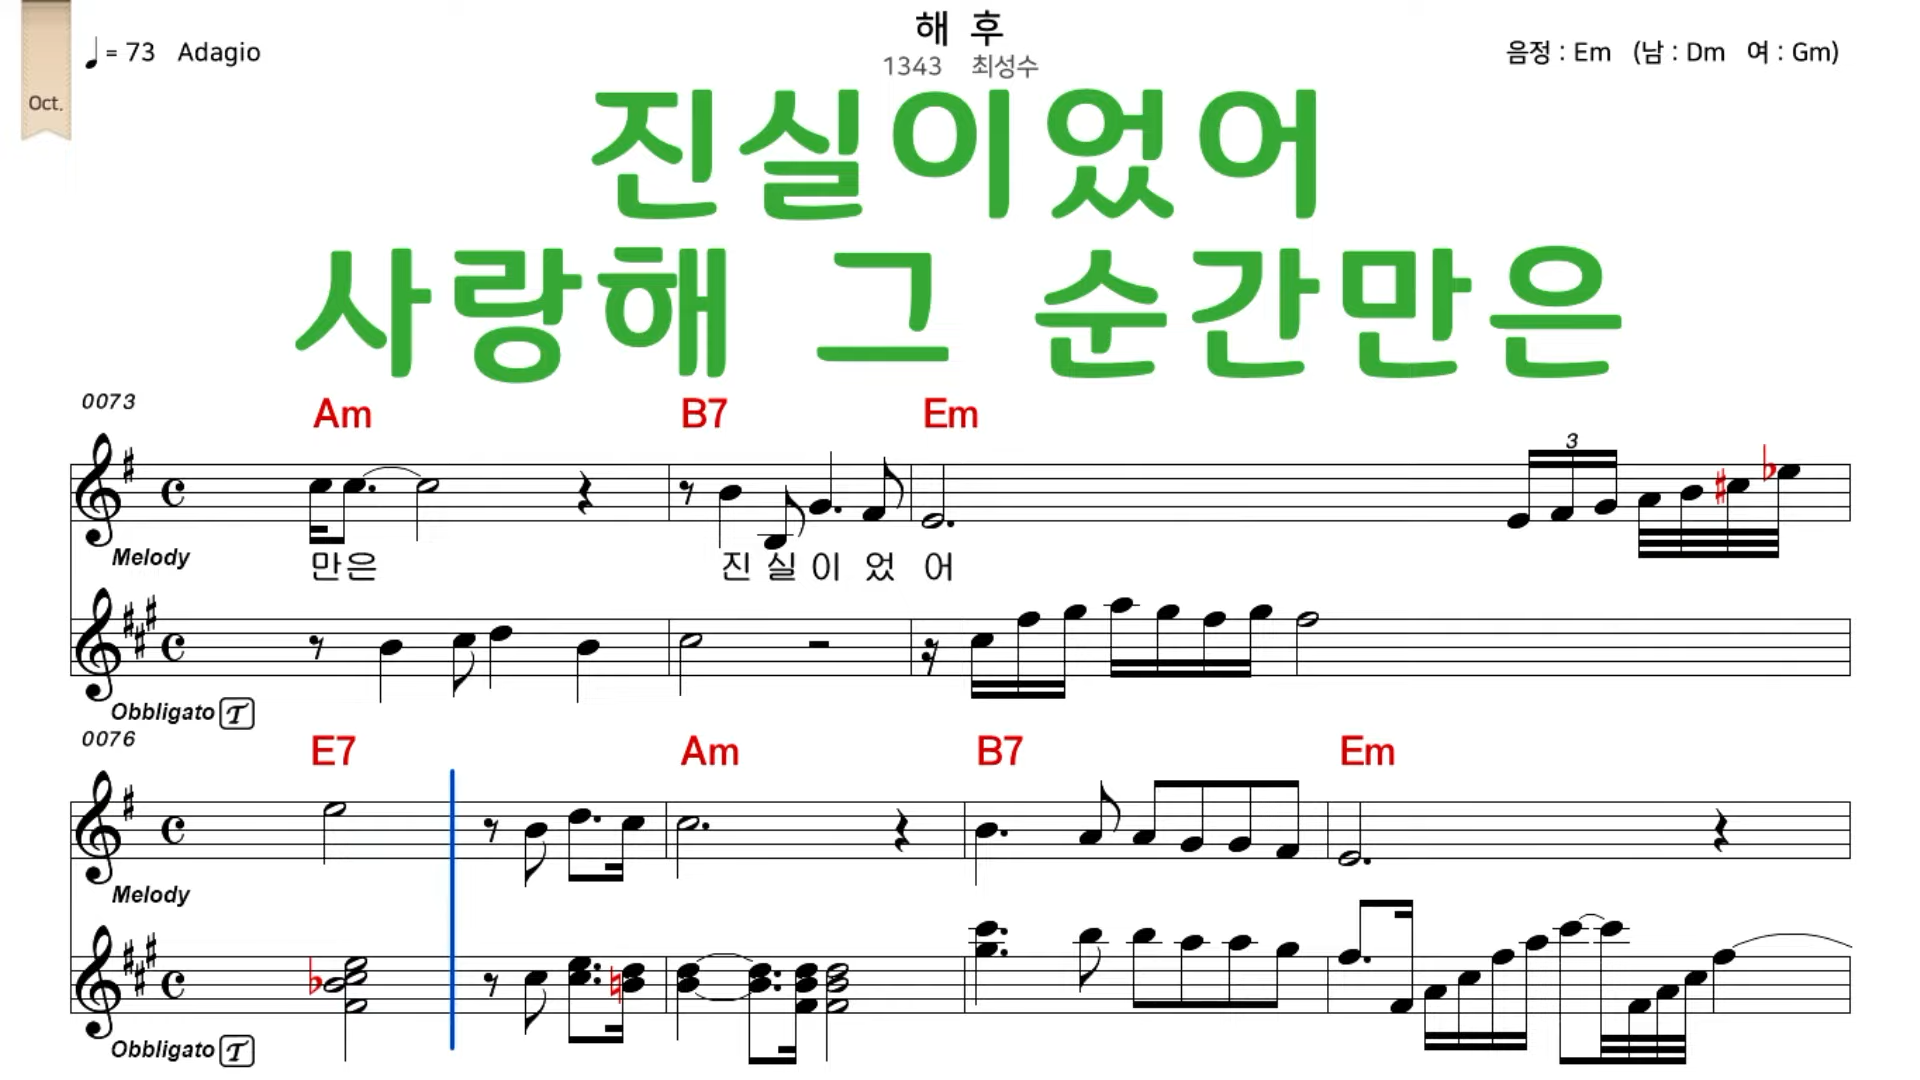 해 후
♩= 73 Adagio
1343 최성수
음정 : Em (남 : Dm 여 : Gm)
Oct.
진실이었어
사랑해 그 순간만은
0073
Am B7 Em
3
Melody
만은 진 실 이 었 어
Obbligato T
0076
E7 Am B7 Em
Melody
Obbligato T